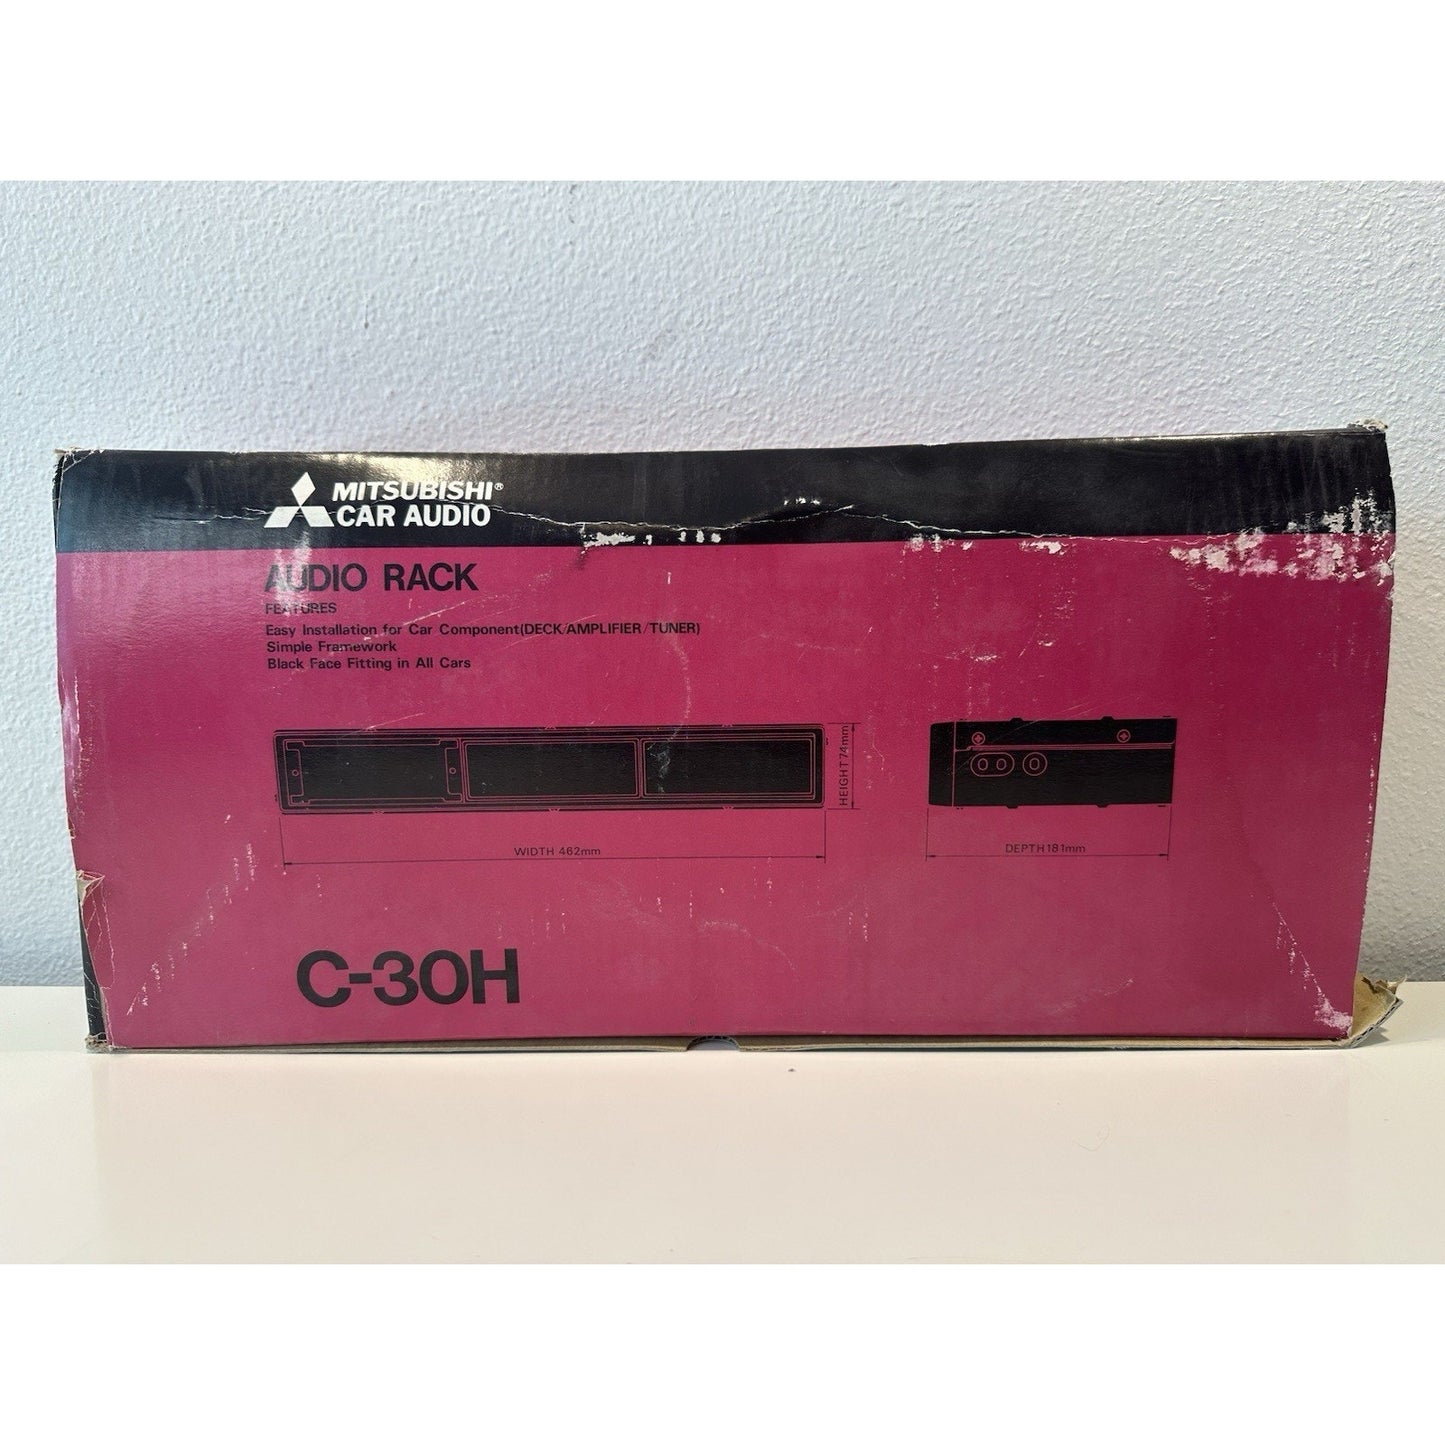 MITSUBISHI®
CAR AUDIO
AUDIO RACK
FEATURES
Easy Installation for Car Component(DECK/AMPLIFIER/TUNER)
Simple Framework
Black Face Fitting in All Cars
HEIGHT 74mm
WIDTH 462mm
DEPTH 181mm
C-30H